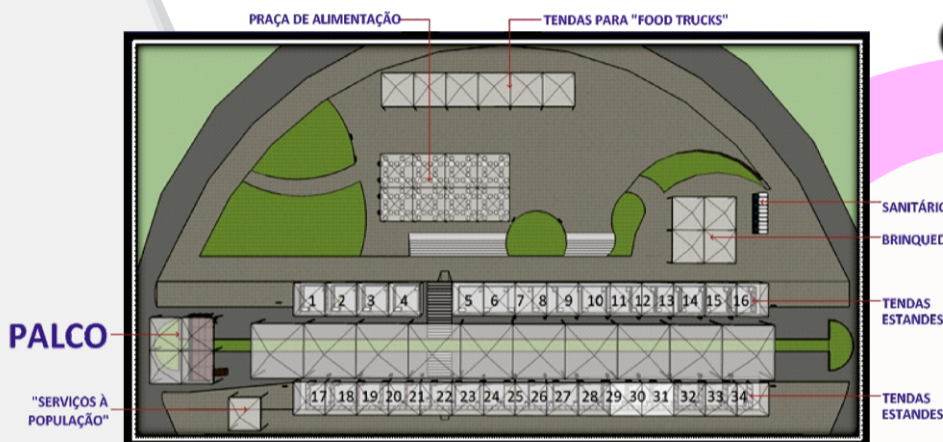 PRAÇA DE ALIMENTAÇÃO
TENDAS PARA "FOOD TRUCKS"
SANITÁRIO
BRINQUED
1 2 3 4 5 6 7 8 9 10 11 12 13 14 15 16
TENDAS
ESTANDES
PALCO
"SERVIÇOS À
POPULAÇÃO"
17 18 19 20 21 22 23 24 25 26 27 28 29 30 31 32 33 34
TENDAS
ESTANDES